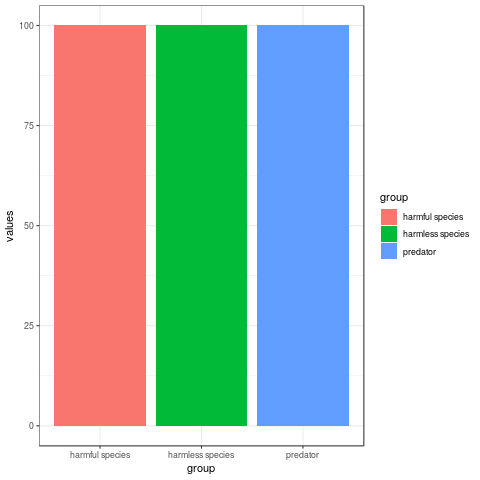 100
75
50
25
0
values
harmful species
harmless species
predator
group
group
harmful species
harmless species
predator